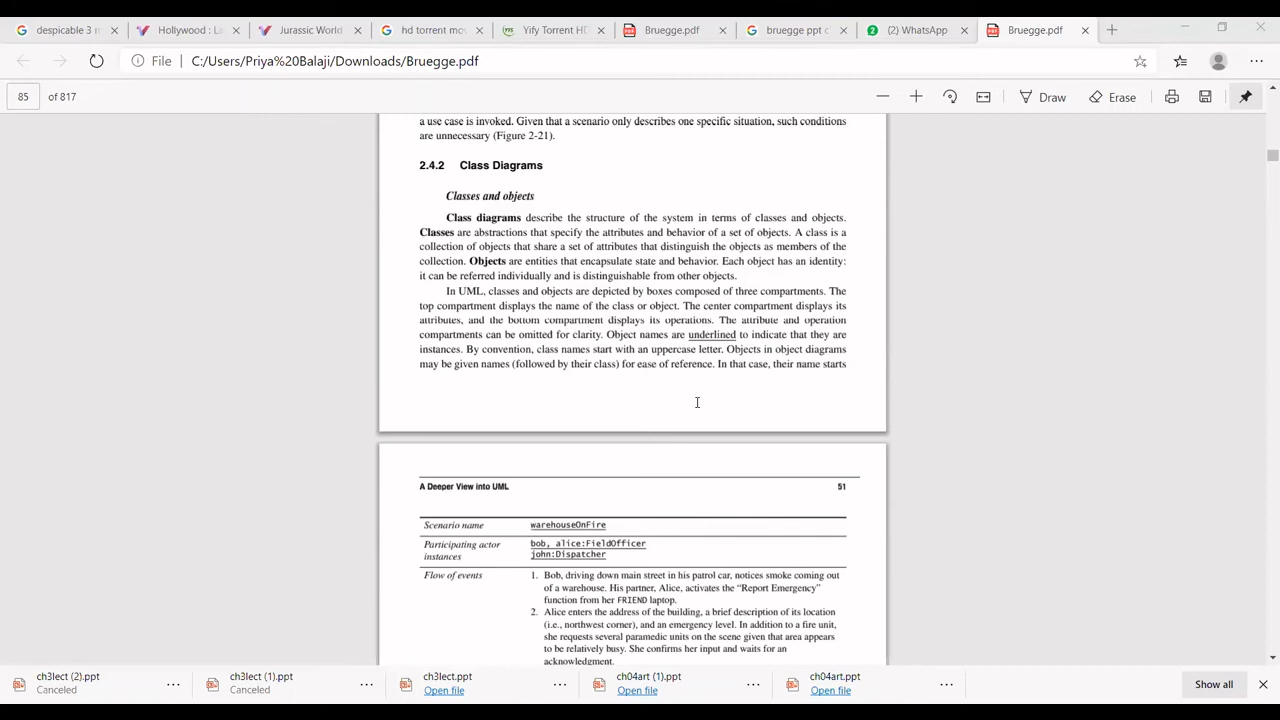 despicable 3 m
Hollywood : La
Jurassic World
hd torrent mov
Yify Torrent HD
Bruegge.pdf
bruegge ppt c
(2) WhatsApp
Bruegge.pdf
File
C:/Users/Priya%20Balaji/Downloads/Bruegge.pdf
85 of 817
Draw
Erase
a use case is invoked. Given that a scenario only describes one specific situation, such conditions
are unnecessary (Figure 2-21).
2.4.2 Class Diagrams
Classes and objects
Class diagrams describe the structure of the system in terms of classes and objects.
Classes are abstractions that specify the attributes and behavior of a set of objects. A class is a
collection of objects that share a set of attributes that distinguish the objects as members of the
collection. Objects are entities that encapsulate state and behavior. Each object has an identity:
it can be referred individually and is distinguishable from other objects.
In UML, classes and objects are depicted by boxes composed of three compartments. The
top compartment displays the name of the class or object. The center compartment displays its
attributes, and the bottom compartment displays its operations. The attribute and operation
compartments can be omitted for clarity. Object names are underlined to indicate that they are
instances. By convention, class names start with an uppercase letter. Objects in object diagrams
may be given names (followed by their class) for ease of reference. In that case, their name starts
A Deeper View into UML 51
Scenario name warehouseOnFire
Participating actor bob, alice:FieldOfficer
instances john:Dispatcher
Flow of events 1. Bob, driving down main street in his patrol car, notices smoke coming out
of a warehouse. His partner, Alice, activates the “Report Emergency”
function from her FRIEND laptop.
2. Alice enters the address of the building, a brief description of its location
(i.e., northwest corner), and an emergency level. In addition to a fire unit,
she requests several paramedic units on the scene given that area appears
to be relatively busy. She confirms her input and waits for an
acknowledgment.
ch3lect (2).ppt
Canceled
ch3lect (1).ppt
Canceled
ch3lect.ppt
Open file
ch04art (1).ppt
Open file
ch04art.ppt
Open file
Show all